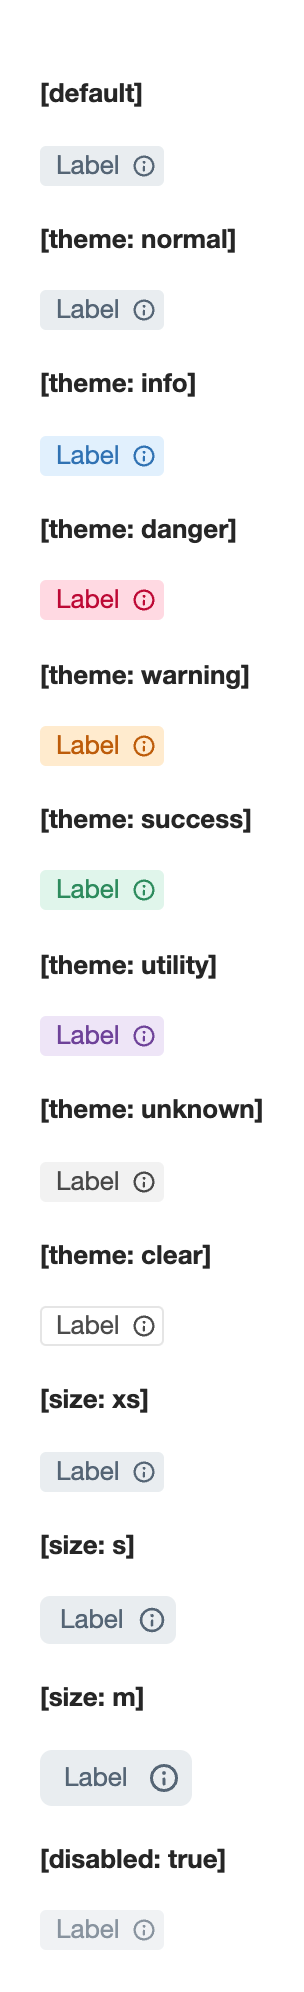 [default]
Label
[theme: normal]
Label
[theme: info]
Label
[theme: danger]
Label
[theme: warning]
Label
[theme: success]
Label
[theme: utility]
Label
[theme: unknown]
Label
[theme: clear]
Label
[size: xs]
Label
[size: s]
Label
[size: m]
Label
[disabled: true]
Label